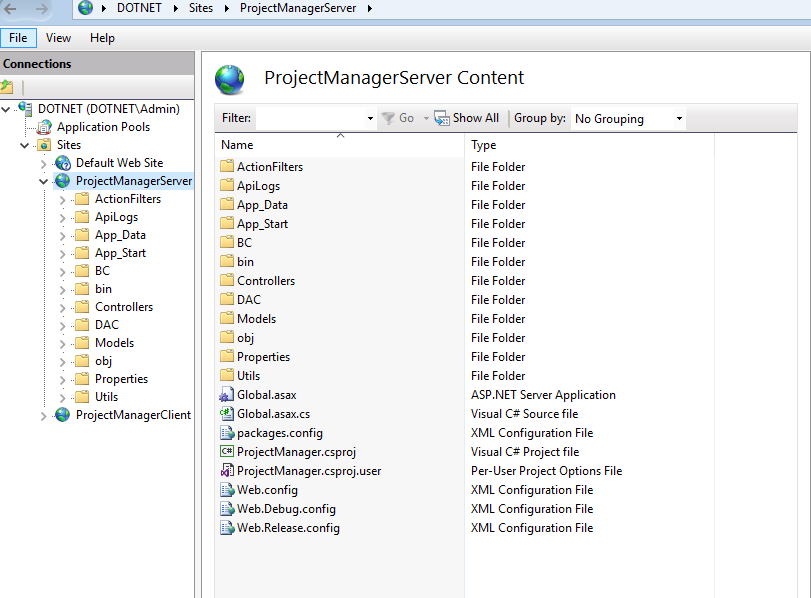 DOTNET Sites ProjectManagerServer
File View Help
Connections
DOTNET (DOTNET\Admin)
Application Pools
Sites
Default Web Site
ProjectManagerServer
ActionFilters
ApiLogs
App_Data
App_Start
BC
bin
Controllers
DAC
Models
obj
Properties
Utils
ProjectManagerClient
ProjectManagerServer Content
Filter: Go Show All Group by: No Grouping
Name Type
ActionFilters File Folder
ApiLogs File Folder
App_Data File Folder
App_Start File Folder
BC File Folder
bin File Folder
Controllers File Folder
DAC File Folder
Models File Folder
obj File Folder
Properties File Folder
Utils File Folder
Global.asax ASP.NET Server Application
Global.asax.cs Visual C# Source file
packages.config XML Configuration File
C# ProjectManager.csproj Visual C# Project file
ProjectManager.csproj.user Per-User Project Options File
Web.config XML Configuration File
Web.Debug.config XML Configuration File
Web.Release.config XML Configuration File